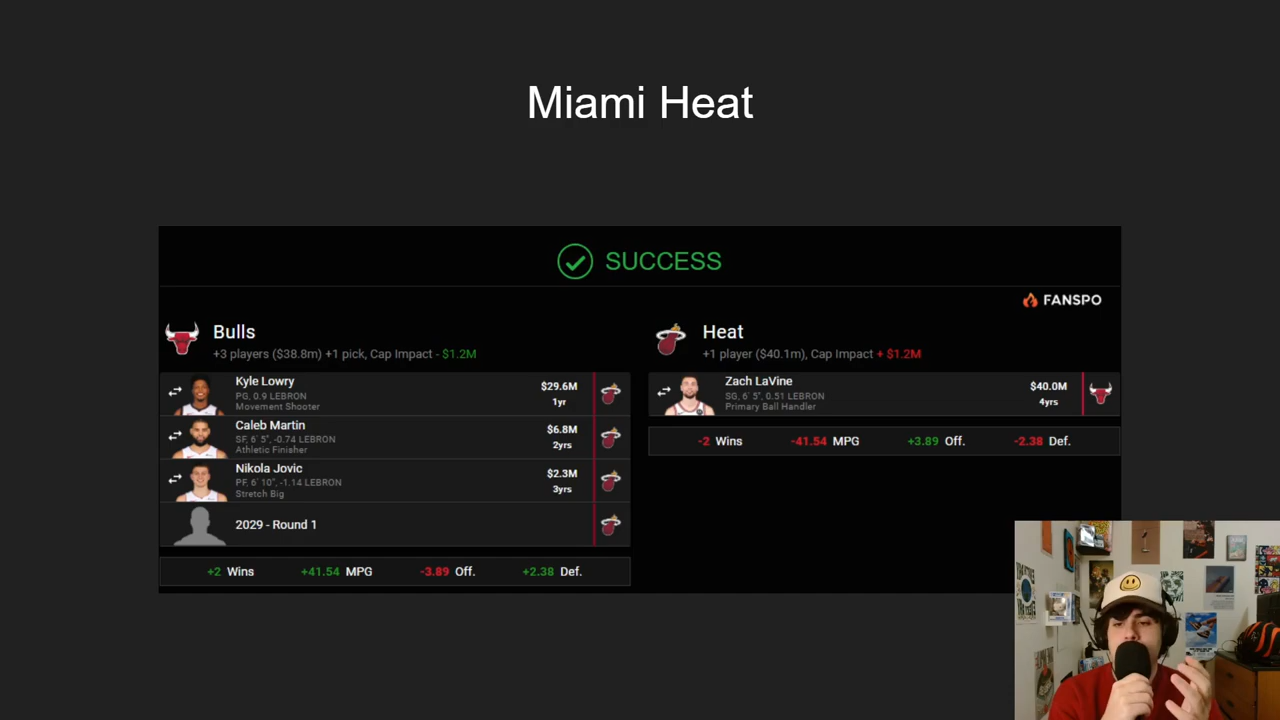 Miami Heat
SUCCESS
FANSPO
Bulls
+3 players ($38.8m) +1 pick, Cap Impact - $1.2M
Kyle Lowry
PG, 0.9 LEBRON
Movement Shooter
$29.6M
1yr
Caleb Martin
SF, 6' 5", -0.74 LEBRON
Athletic Finisher
$6.8M
2yrs
Nikola Jovic
PF, 6' 10", -1.14 LEBRON
Stretch Big
$2.3M
3yrs
2029 - Round 1
+2 Wins +41.54 MPG -3.89 Off. +2.38 Def.
Heat
+1 player ($40.1m), Cap Impact + $1.2M
Zach LaVine
SG, 6' 5", 0.51 LEBRON
Primary Ball Handler
$40.0M
4yrs
-2 Wins -41.54 MPG +3.89 Off. -2.38 Def.